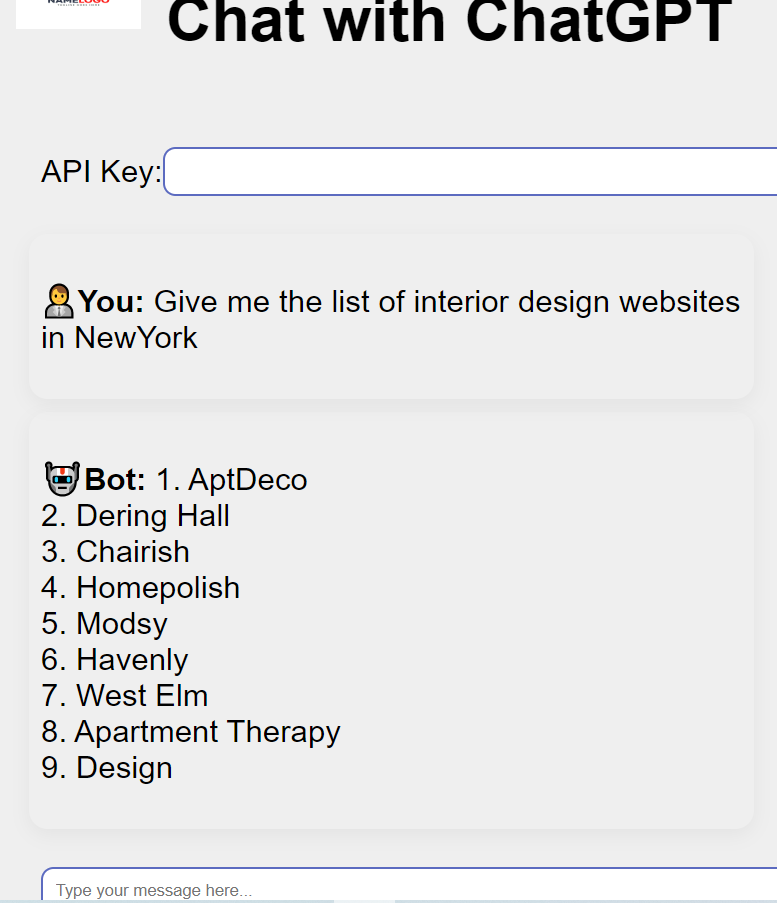 NAMELOGO
Chat with ChatGPT
API Key:
You: Give me the list of interior design websites
in NewYork
Bot: 1. AptDeco
2. Dering Hall
3. Chairish
4. Homepolish
5. Modsy
6. Havenly
7. West Elm
8. Apartment Therapy
9. Design
Type your message here...